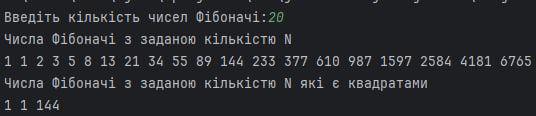 Введіть кількість чисел Фібоначі:20
Числа Фібоначі з заданою кількістю N
1 1 2 3 5 8 13 21 34 55 89 144 233 377 610 987 1597 2584 4181 6765
Числа Фібоначі з заданою кількістю N які є квадратами
1 1 144